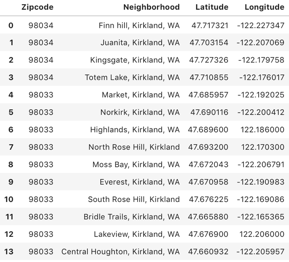 Zipcode Neighborhood Latitude Longitude
0 98034 Finn hill, Kirkland, WA 47.717321 -122.227347
1 98034 Juanita, Kirkland, WA 47.703154 -122.207069
2 98034 Kingsgate, Kirkland, WA 47.727326 -122.179758
3 98034 Totem Lake, Kirkland, WA 47.710855 -122.176017
4 98033 Market, Kirkland, WA 47.685957 -122.192025
5 98033 Norkirk, Kirkland, WA 47.690116 -122.200412
6 98033 Highlands, Kirkland, WA 47.689600 122.186000
7 98033 North Rose Hill, Kirkland 47.693200 122.170300
8 98033 Moss Bay, Kirkland, WA 47.672043 -122.206791
9 98033 Everest, Kirkland, WA 47.670958 -122.190983
10 98033 South Rose Hill, Kirkland 47.676225 -122.169086
11 98033 Bridle Trails, Kirkland, WA 47.665880 -122.165365
12 98033 Lakeview, Kirkland, WA 47.676900 122.206000
13 98033 Central Houghton, Kirkland, WA 47.660932 -122.205957